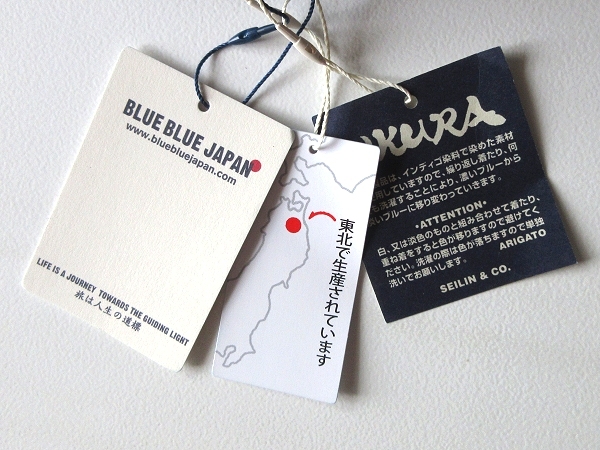 BLUE BLUE JAPAN
www.bluebluejapan.com
LIFE IS A JOURNEY TOWARDS THE GUIDING LIGHT
旅は人生の道標
東北で生産されています
KURA
品は、インディゴ染料で染めた素材
用していますので、繰り返し着たり、何
洗濯することにより、濃いブルーから
いブルーに移り変わっていきます。
・ATTENTION・
白、又は淡色のものと組み合わせて着たり、
重ね着をすると色が移りますので避けてく
ださい。洗濯の際は色が落ちますので単独
洗いでお願いします。
ARIGATO
SEILIN & CO.